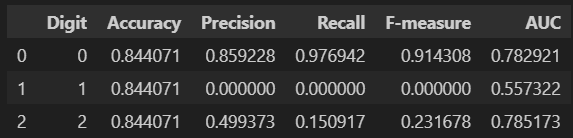 Digit Accuracy Precision Recall F-measure AUC
0 0 0.844071 0.859228 0.976942 0.914308 0.782921
1 1 0.844071 0.000000 0.000000 0.000000 0.557322
2 2 0.844071 0.499373 0.150917 0.231678 0.785173